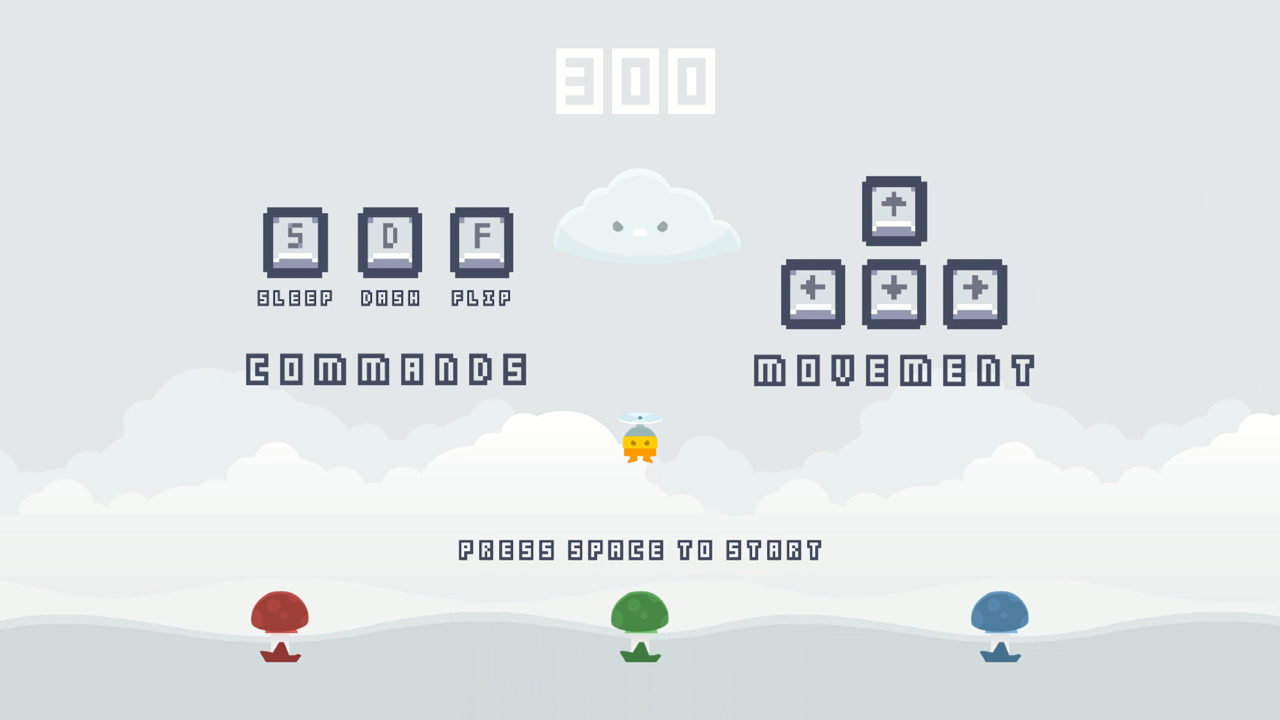 300
S D F
SLEEP DASH FLIP
COMMANDS
MOVEMENT
PRESS SPACE TO START